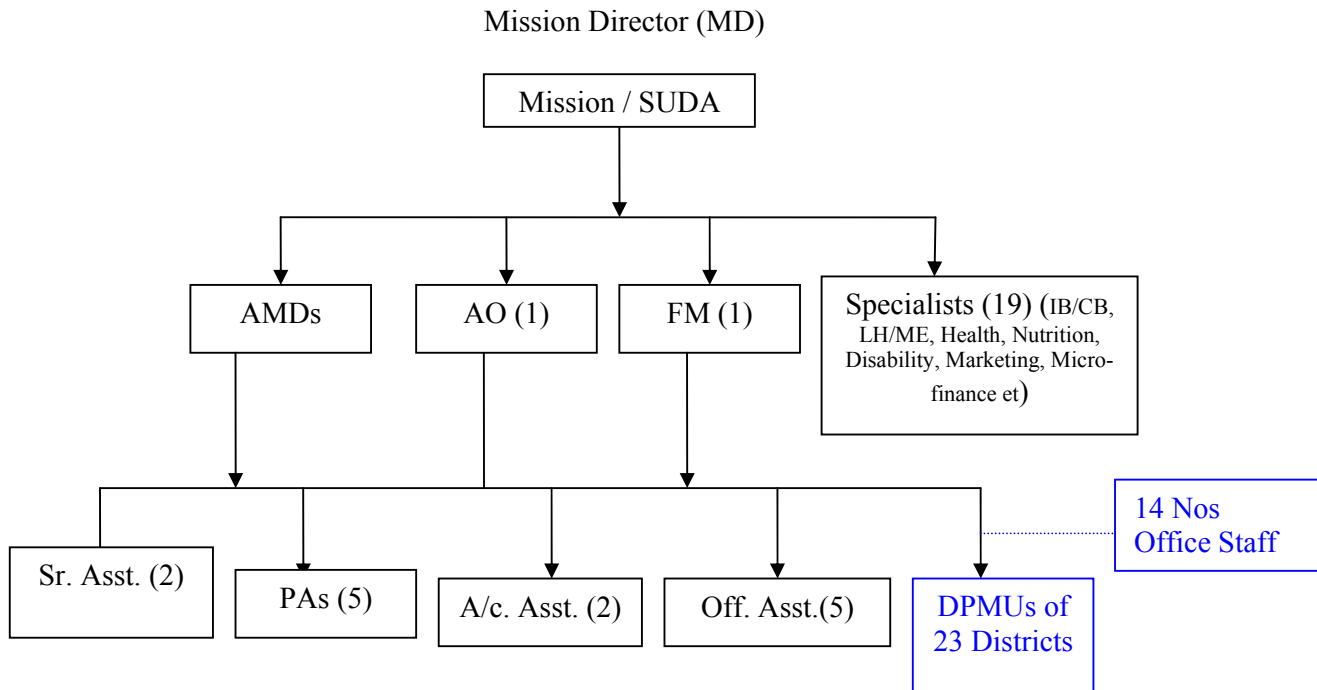 Mission Director (MD)
Mission / SUDA
AMDs
AO (1)
FM (1)
Specialists (19) (IB/CB,
LH/ME, Health, Nutrition,
Disability, Marketing, Micro-
finance et)
14 Nos
Office Staff
Sr. Asst. (2)
PAs (5)
A/c. Asst. (2)
Off. Asst.(5)
DPMUs of
23 Districts